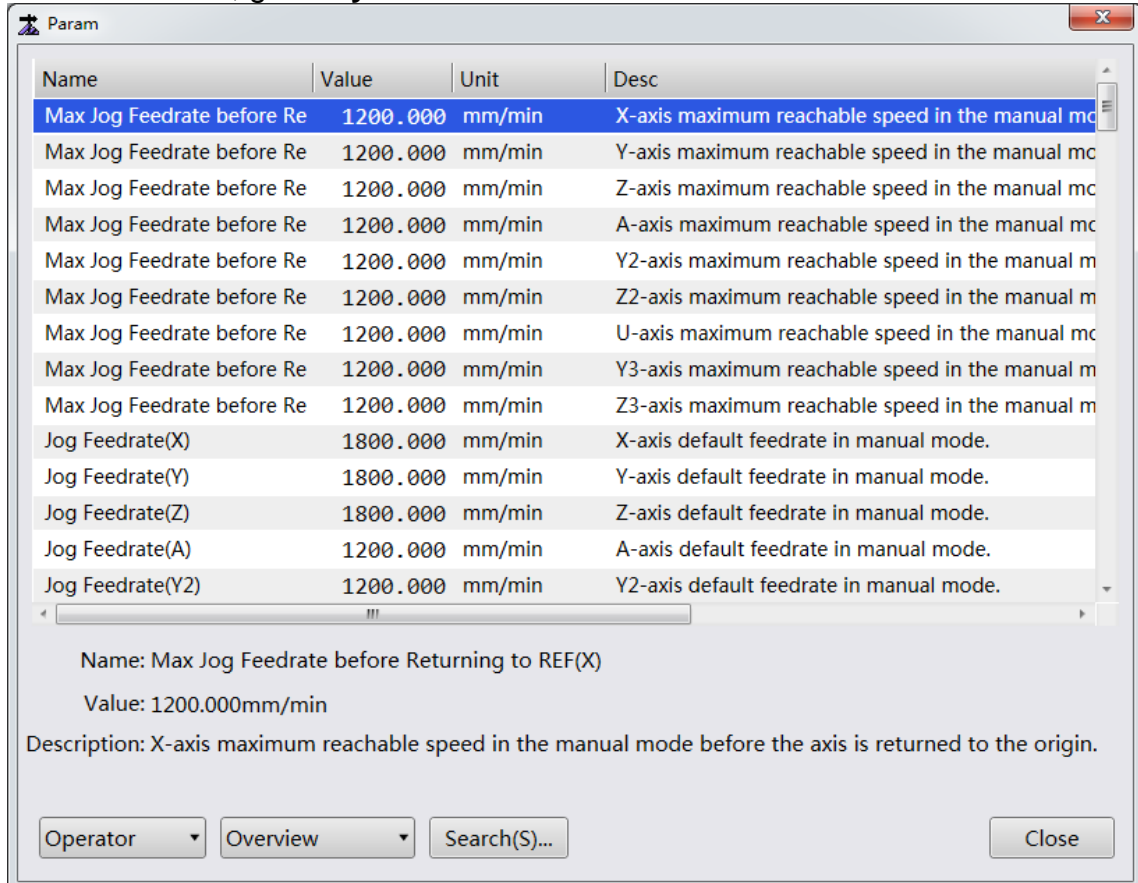 Param
Name Value Unit Desc
Max Jog Feedrate before Re 1200.000 mm/min X-axis maximum reachable speed in the manual mo
Max Jog Feedrate before Re 1200.000 mm/min Y-axis maximum reachable speed in the manual mo
Max Jog Feedrate before Re 1200.000 mm/min Z-axis maximum reachable speed in the manual mo
Max Jog Feedrate before Re 1200.000 mm/min A-axis maximum reachable speed in the manual mo
Max Jog Feedrate before Re 1200.000 mm/min Y2-axis maximum reachable speed in the manual m
Max Jog Feedrate before Re 1200.000 mm/min Z2-axis maximum reachable speed in the manual m
Max Jog Feedrate before Re 1200.000 mm/min U-axis maximum reachable speed in the manual mo
Max Jog Feedrate before Re 1200.000 mm/min Y3-axis maximum reachable speed in the manual m
Max Jog Feedrate before Re 1200.000 mm/min Z3-axis maximum reachable speed in the manual m
Jog Feedrate(X) 1800.000 mm/min X-axis default feedrate in manual mode.
Jog Feedrate(Y) 1800.000 mm/min Y-axis default feedrate in manual mode.
Jog Feedrate(Z) 1800.000 mm/min Z-axis default feedrate in manual mode.
Jog Feedrate(A) 1200.000 mm/min A-axis default feedrate in manual mode.
Jog Feedrate(Y2) 1200.000 mm/min Y2-axis default feedrate in manual mode.
Name: Max Jog Feedrate before Returning to REF(X)
Value: 1200.000mm/min
Description: X-axis maximum reachable speed in the manual mode before the axis is returned to the origin.
Operator Overview Search(S)... Close